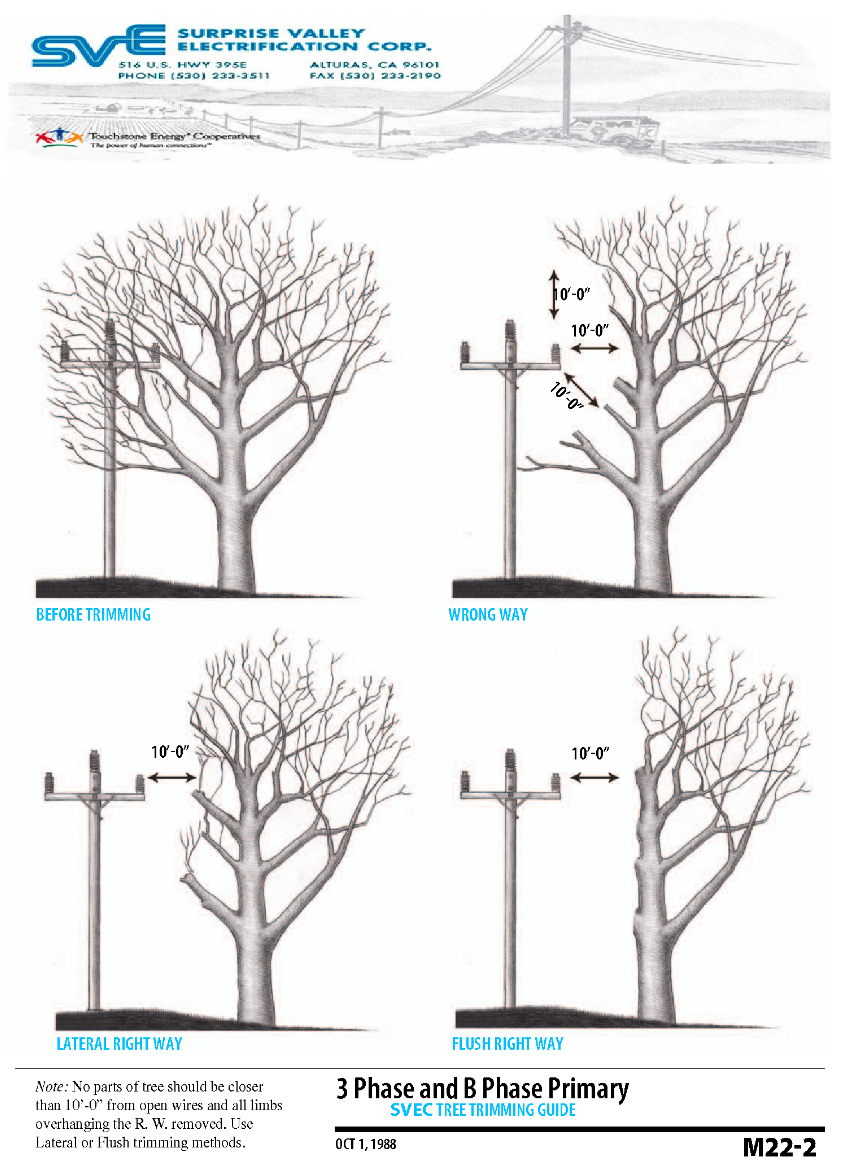 SVE
SURPRISE VALLEY
ELECTRIFICATION CORP.
516 U.S. HWY 395E ALTURAS, CA 96101
PHONE (530) 233-3511 FAX (530) 233-2190
Touchstone Energy® Cooperatives
The power of human connections℠
10'-0"
10'-0"
10'-0"
BEFORE TRIMMING
WRONG WAY
10'-0"
10'-0"
LATERAL RIGHT WAY
FLUSH RIGHT WAY
Note: No parts of tree should be closer
than 10'-0" from open wires and all limbs
overhanging the R. W. removed. Use
Lateral or Flush trimming methods.
3 Phase and B Phase Primary
SVEC TREE TRIMMING GUIDE
OCT 1, 1988
M22-2